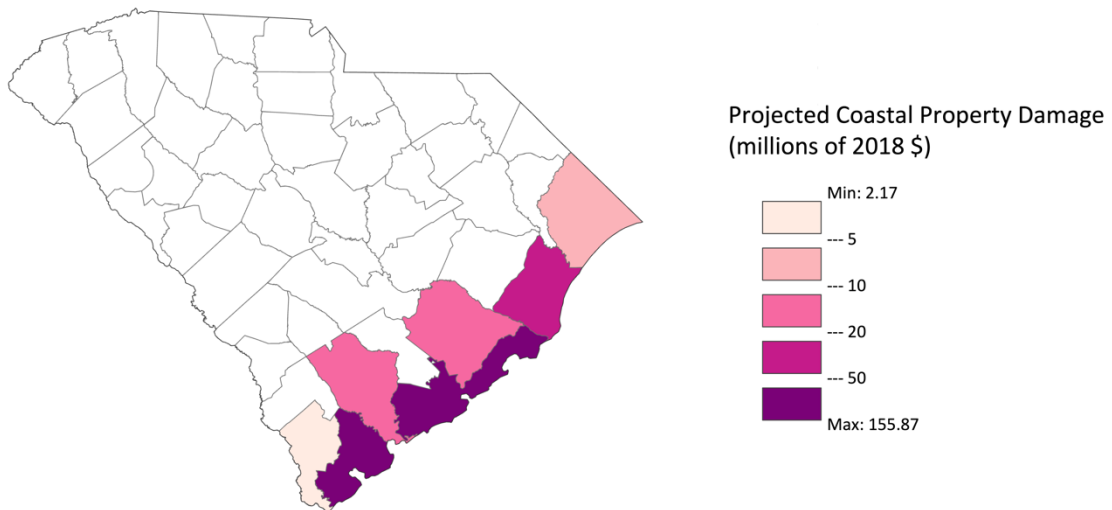 Projected Coastal Property Damage
(millions of 2018 $)
Min: 2.17
--- 5
--- 10
--- 20
--- 50
Max: 155.87